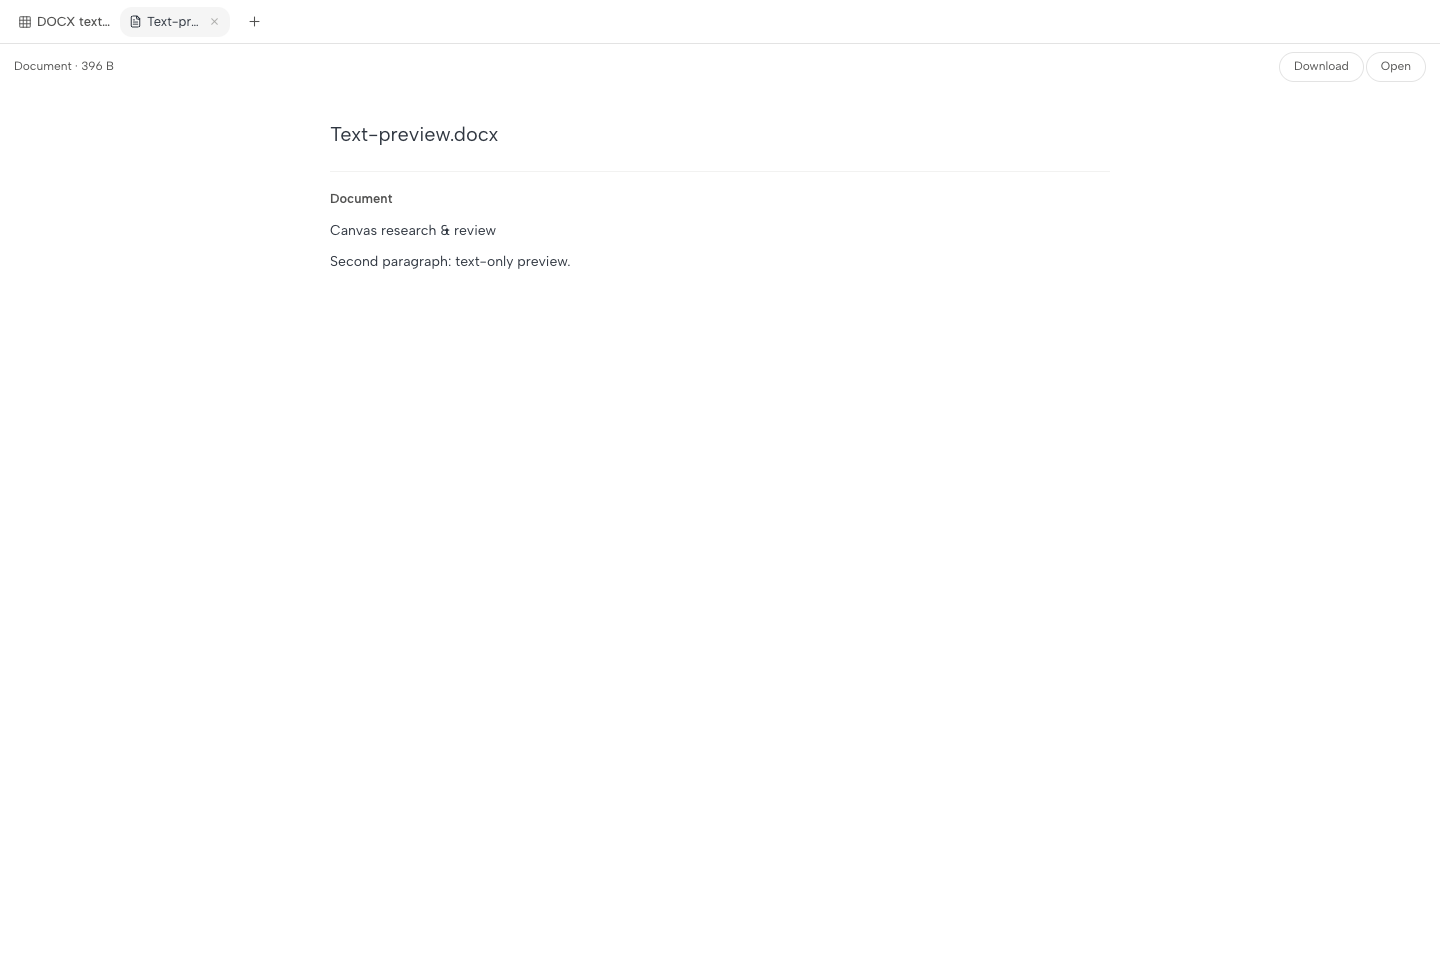 DOCX text…
Text-pr…
Document · 396 B
Download
Open
Text-preview.docx
Document
Canvas research & review
Second paragraph: text-only preview.